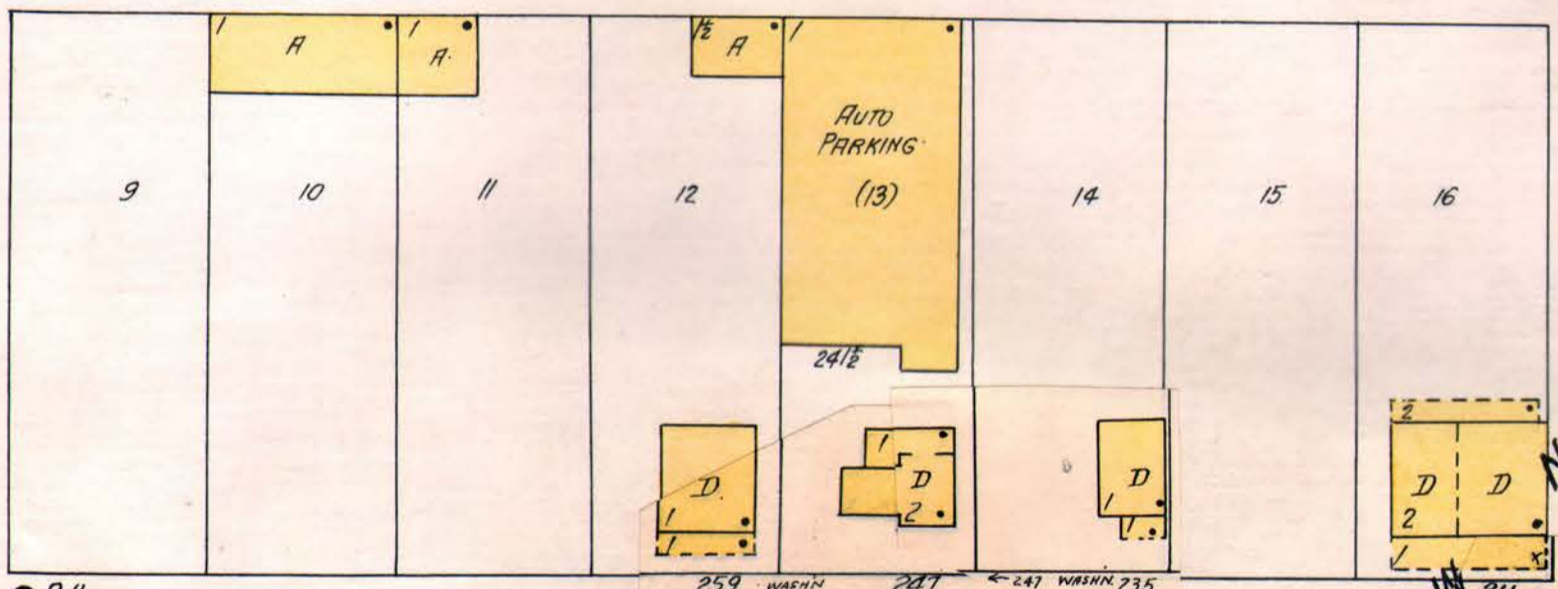 1 A 1 A.
1½ A 1
AUTO
PARKING.
9 10 11 12 (13) 14 15 16
24½
2
1
D D D D D
1 2 1 2
1 1 1 x
259 WASHN 247 ← 247 WASHN. 235